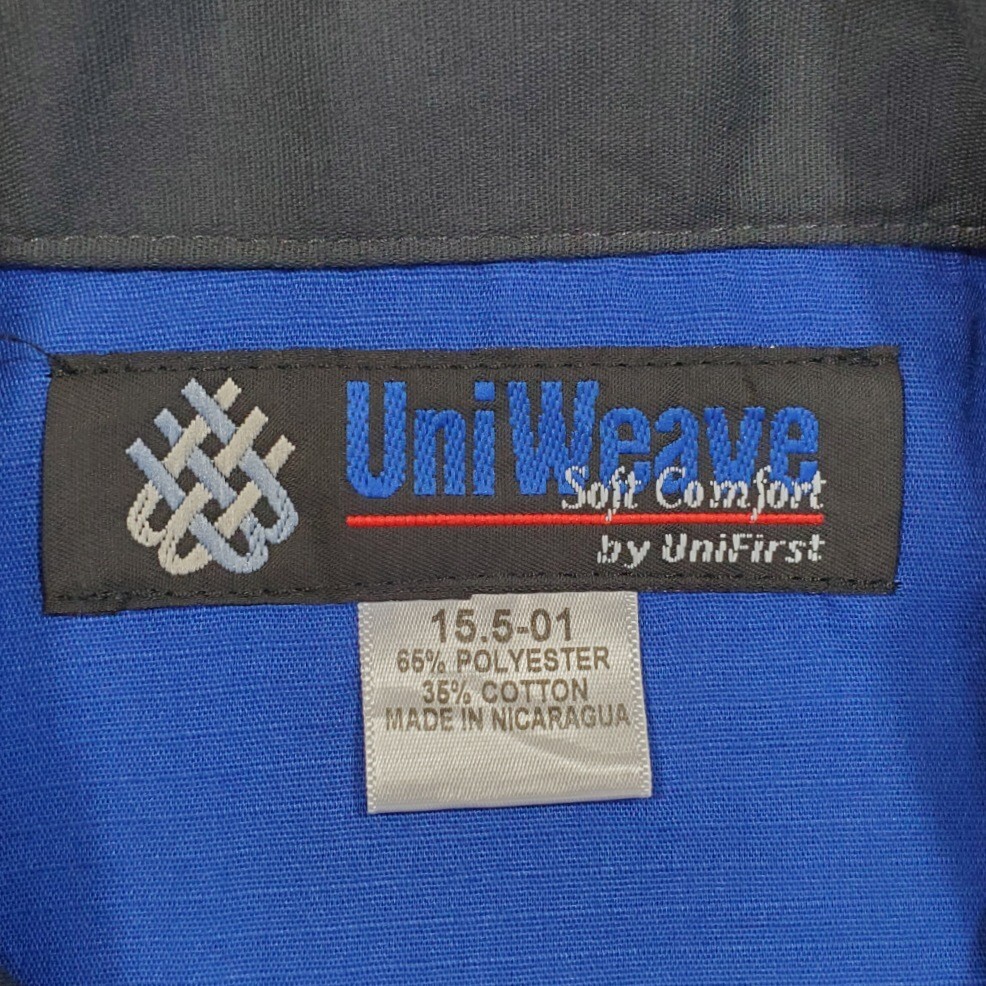 UniWeave
Soft Comfort
by UniFirst
15.5-01
65% POLYESTER
35% COTTON
MADE IN NICARAGUA